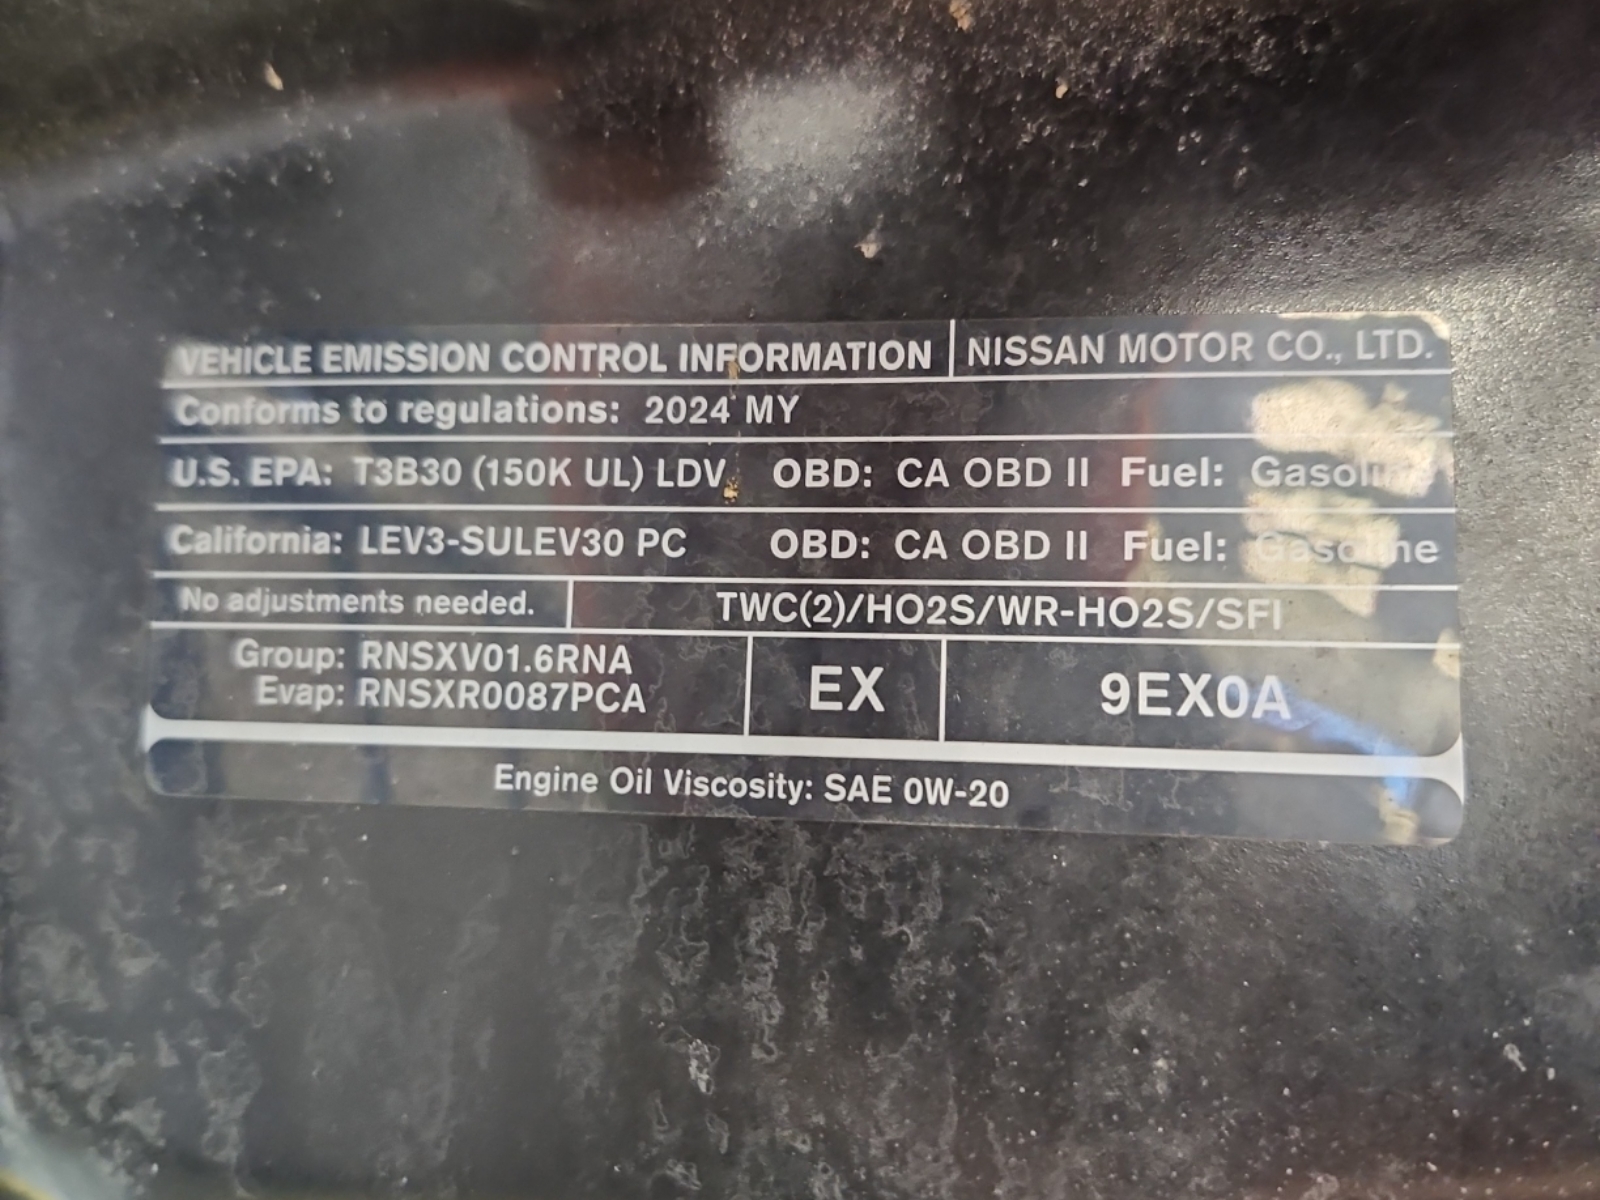 VEHICLE EMISSION CONTROL INFORMATION NISSAN MOTOR CO., LTD.
Conforms to regulations: 2024 MY
U.S. EPA: T3B30 (150K UL) LDV OBD: CA OBD II Fuel: Gasoline
California: LEV3-SULEV30 PC OBD: CA OBD II Fuel: Gasoline
No adjustments needed. TWC(2)/HO2S/WR-HO2S/SFI
Group: RNSXV01.6RNA
Evap: RNSXR0087PCA
EX 9EX0A
Engine Oil Viscosity: SAE 0W-20